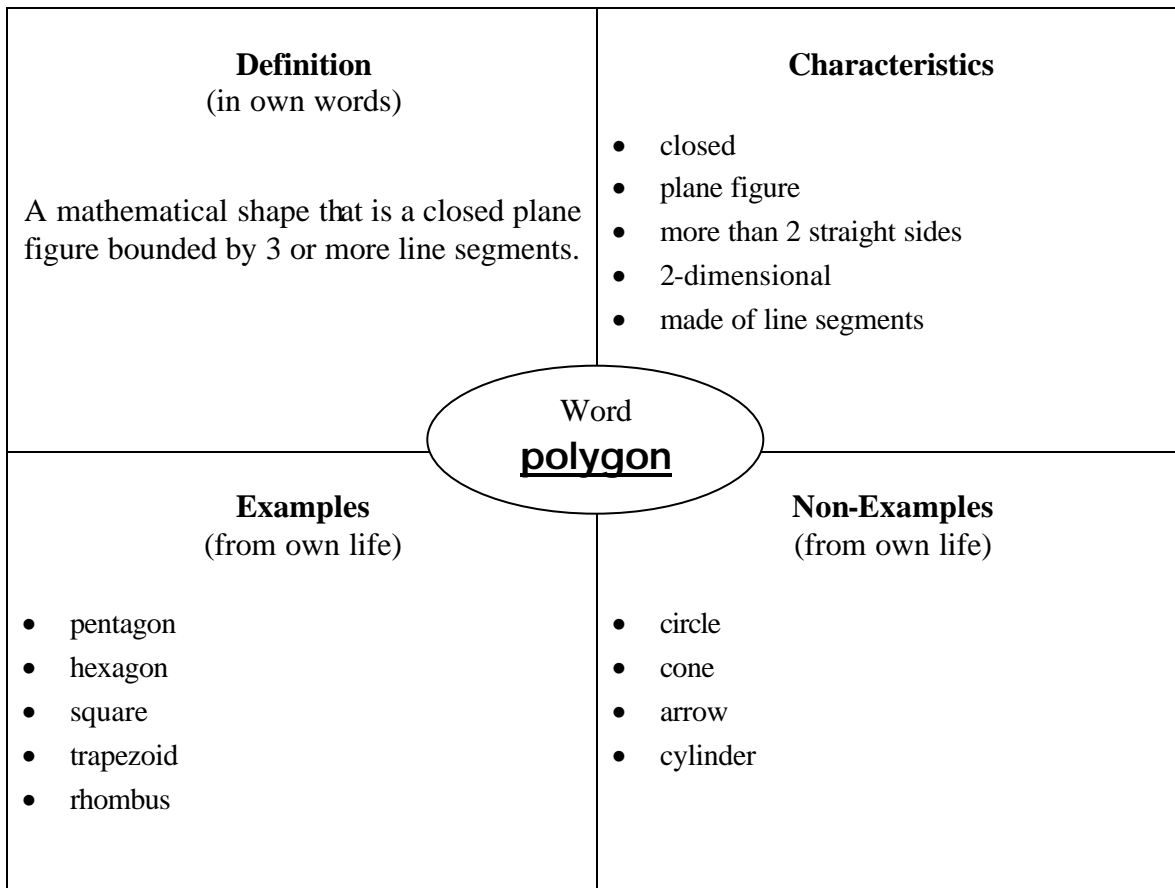 Definition
(in own words)
A mathematical shape that is a closed plane
figure bounded by 3 or more line segments.
Characteristics
• closed
• plane figure
• more than 2 straight sides
• 2-dimensional
• made of line segments
Word
polygon
Examples
(from own life)
• pentagon
• hexagon
• square
• trapezoid
• rhombus
Non-Examples
(from own life)
• circle
• cone
• arrow
• cylinder